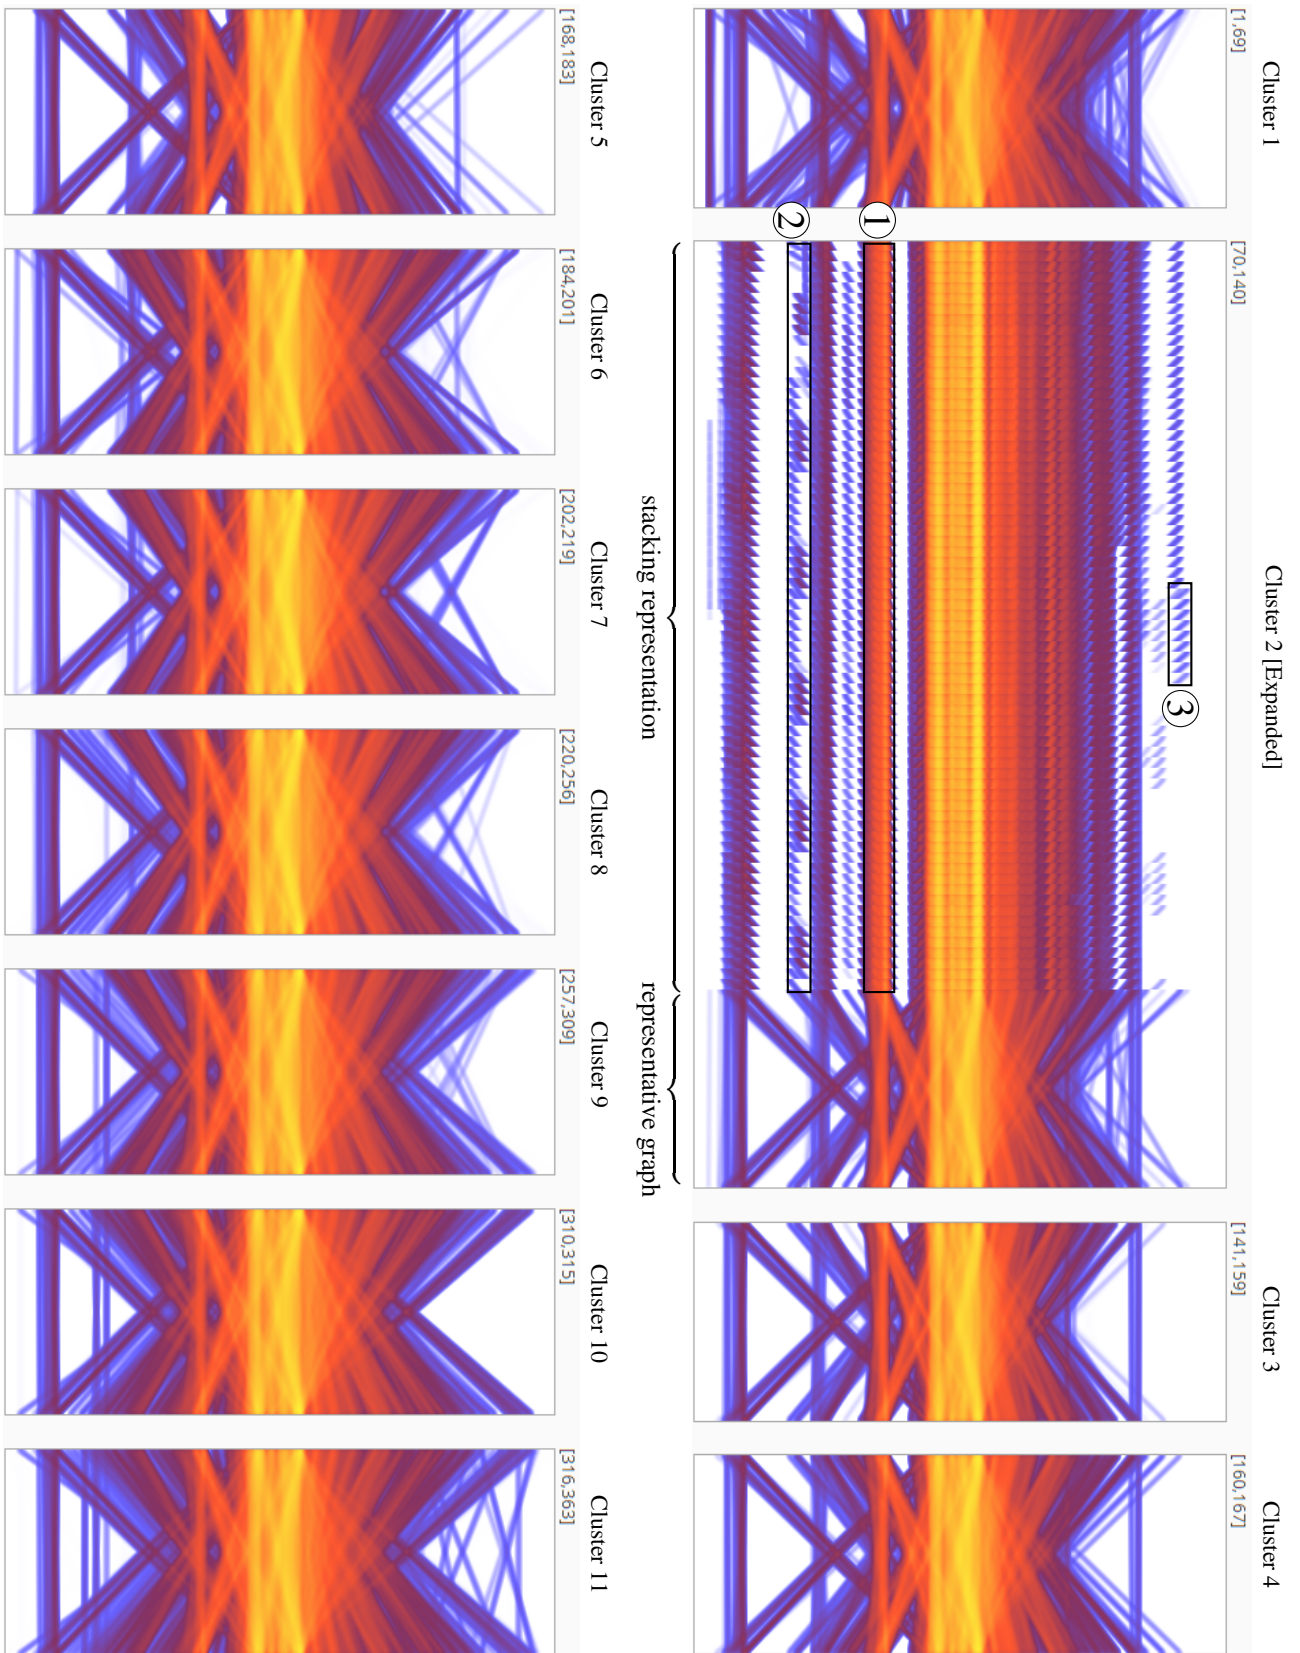 Cluster 1
Cluster 2 [Expanded]
Cluster 3
Cluster 4
[1,69]
[70,140]
[141,159]
[160,167]
③
①
②
stacking representation
representative graph
Cluster 5
Cluster 6
Cluster 7
Cluster 8
Cluster 9
Cluster 10
Cluster 11
[168,183]
[184,201]
[202,219]
[220,256]
[257,309]
[310,315]
[316,363]